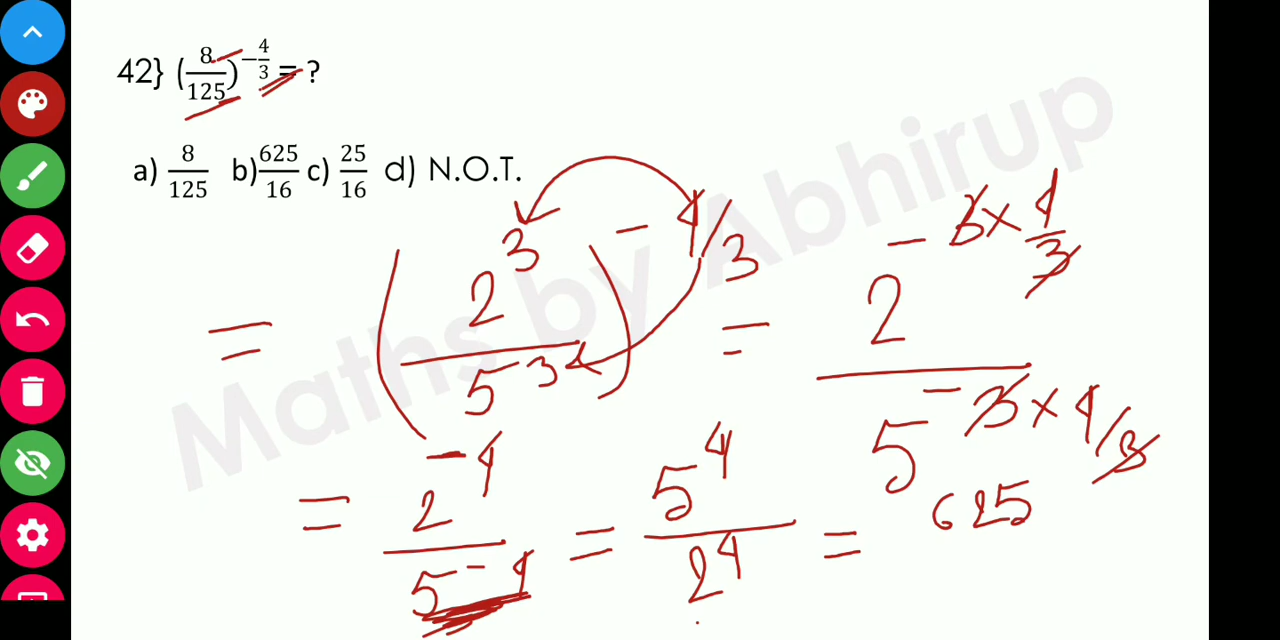 42} (8/125)^-4/3 = ?
a) 8/125 b) 625/16 c) 25/16 d) N.O.T.
= (2^3/5^3)^-4/3 = 2^-3×4/3 / 5^-3×4/3
= 2^-4/5^-4 = 5^4/2^4 = 625
Maths by Abhirup